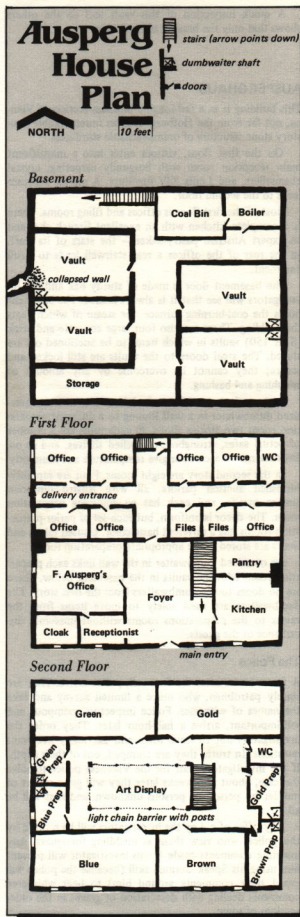 Ausperg
House
Plan
stairs (arrow points down)
dumbwaiter shaft
doors
NORTH
10 feet
Basement
Coal Bin
Boiler
Vault
collapsed wall
Vault
Vault
Vault
Storage
First Floor
Office Office Office Office WC
delivery entrance
Office Office Files Files Office
F. Ausperg's
Office
Foyer
Pantry
Kitchen
Cloak Receptionist
main entry
Second Floor
Green Gold
Green Prep
WC
Gold Prep
Art Display
Blue Prep
light chain barrier with posts
Blue Brown
Brown Prep